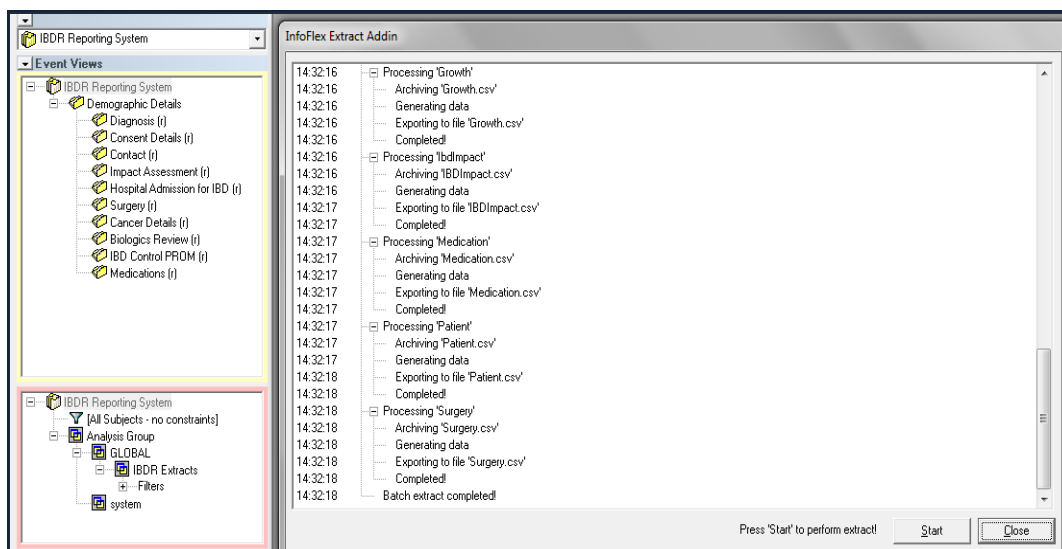 IBDR Reporting System
Event Views
IBDR Reporting System
Demographic Details
Diagnosis (r)
Consent Details (r)
Contact (r)
Impact Assessment (r)
Hospital Admission for IBD (r)
Surgery (r)
Cancer Details (r)
Biologics Review (r)
IBD Control PROM (r)
Medications (r)
IBDR Reporting System
[All Subjects - no constraints]
Analysis Group
GLOBAL
IBDR Extracts
Filters
system
InfoFlex Extract Addin
14:32:16 Processing 'Growth'
14:32:16 Archiving 'Growth.csv'
14:32:16 Generating data
14:32:16 Exporting to file 'Growth.csv'
14:32:16 Completed!
14:32:16 Processing 'IbdImpact'
14:32:16 Archiving 'IBDImpact.csv'
14:32:16 Generating data
14:32:17 Exporting to file 'IBDImpact.csv'
14:32:17 Completed!
14:32:17 Processing 'Medication'
14:32:17 Archiving 'Medication.csv'
14:32:17 Generating data
14:32:17 Exporting to file 'Medication.csv'
14:32:17 Completed!
14:32:17 Processing 'Patient'
14:32:17 Archiving 'Patient.csv'
14:32:17 Generating data
14:32:18 Exporting to file 'Patient.csv'
14:32:18 Completed!
14:32:18 Processing 'Surgery'
14:32:18 Archiving 'Surgery.csv'
14:32:18 Generating data
14:32:18 Exporting to file 'Surgery.csv'
14:32:18 Completed!
14:32:18 Batch extract completed!
Press 'Start' to perform extract! Start Close